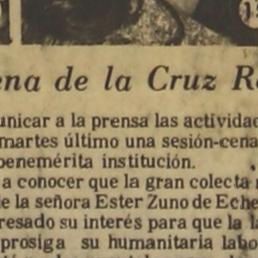 ena de la Cruz R
unicar a la prensa las actividad
martes último una sesión-cena
benemérita institución.
a conocer que la gran colecta
e la señora Ester Zuno de Eche
resado su interés para que la la
prosiga su humanitaria labo